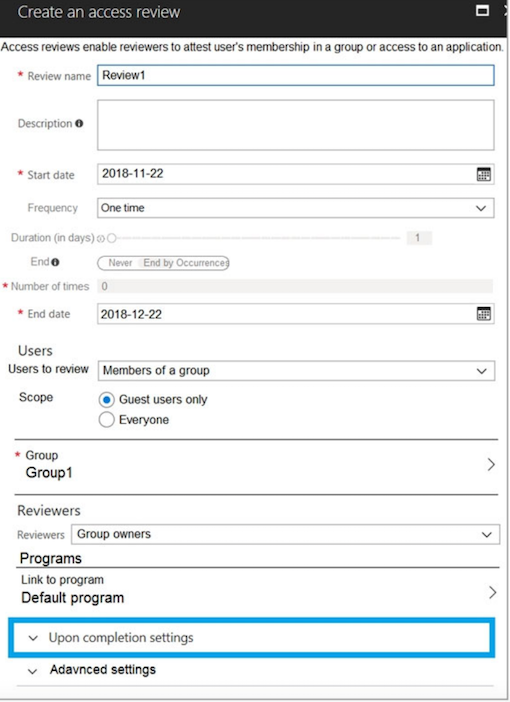 Create an access review
Access reviews enable reviewers to attest user's membership in a group or access to an application.
* Review name Review1
Description
* Start date 2018-11-22
Frequency One time
Duration (in days) 1
End Never End by Occurrences
* Number of times 0
* End date 2018-12-22
Users
Users to review Members of a group
Scope Guest users only
Everyone
* Group
Group1
Reviewers
Reviewers Group owners
Programs
Link to program
Default program
Upon completion settings
Adavnced settings